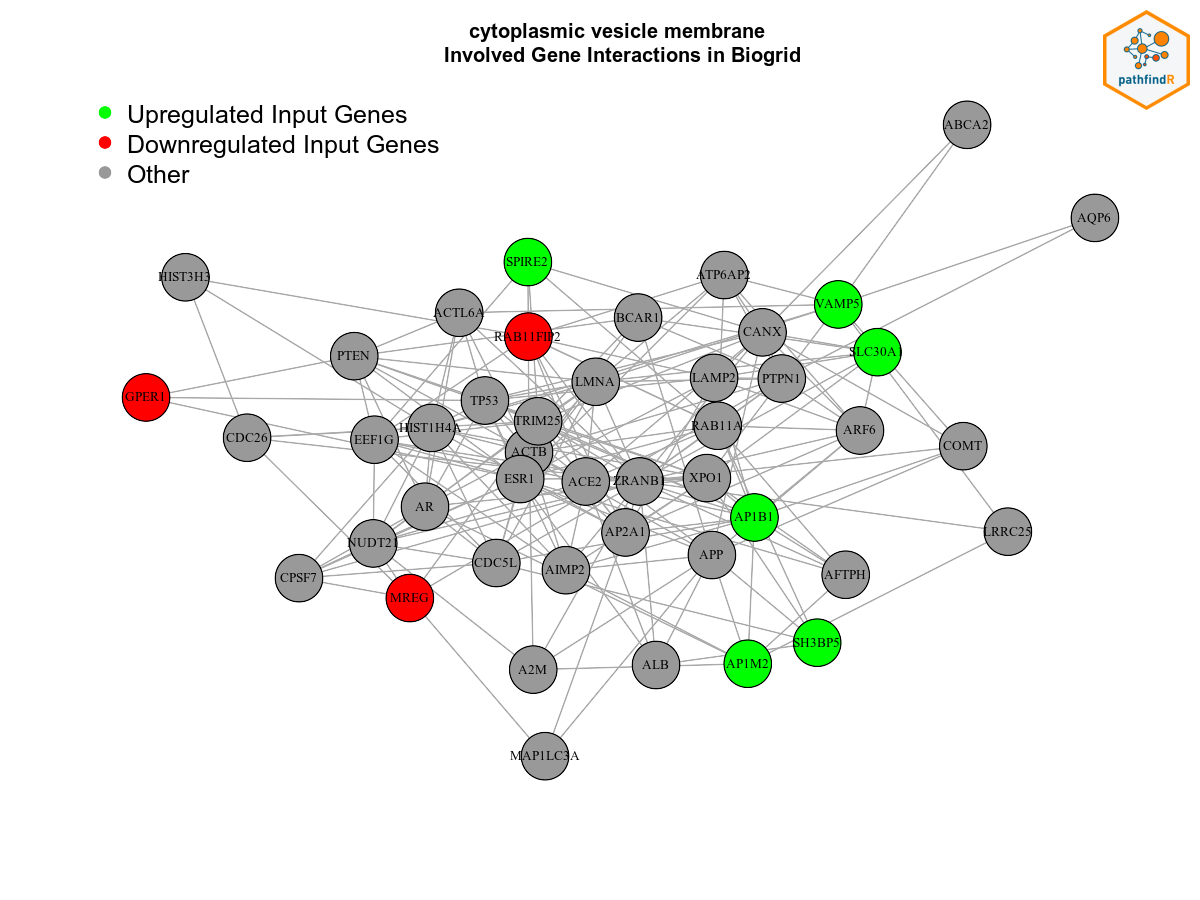 cytoplasmic vesicle membrane
Involved Gene Interactions in Biogrid
pathfindR
Upregulated Input Genes
Downregulated Input Genes
Other
ABCA2
AQP6
SPIRE2
HIST3H3
ATP6AP2
VAMP5
ACTL6A
BCAR1
RAB11FIP2
CANX
PTEN
SLC30A1
LMNA
LAMP2
PTPN1
GPER1
TP53
TRIM25
RAB11A
HIST1H4A
ARF6
CDC26
EEF1G
COMT
ACTB
ESR1
ACE2
ZRANB1
XPO1
AR
AP1B1
AP2A1
LRRC25
NUDT21
APP
CDC5L
AIMP2
AFTPH
CPSF7
MREG
SH3BP5
A2M
ALB
AP1M2
MAP1LC3A